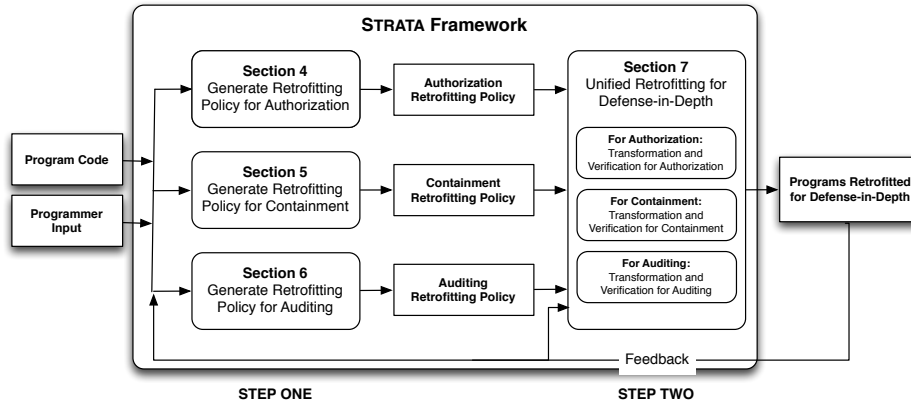 STRATA Framework
Section 4
Generate Retrofitting
Policy for Authorization
Authorization
Retrofitting Policy
Section 7
Unified Retrofitting for
Defense-in-Depth
For Authorization:
Transformation and
Verification for Authorization
Program Code
Section 5
Generate Retrofitting
Policy for Containment
Containment
Retrofitting Policy
For Containment:
Transformation and
Verification for Containment
Programs Retrofitted
for Defense-in-Depth
Programmer
Input
Section 6
Generate Retrofitting
Policy for Auditing
Auditing
Retrofitting Policy
For Auditing:
Transformation and
Verification for Auditing
Feedback
STEP ONE
STEP TWO